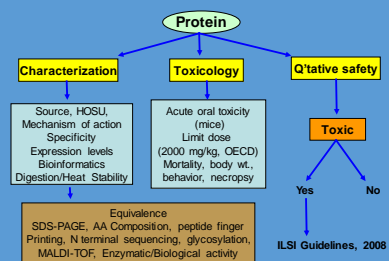 Protein
Characterization
Toxicology
Q'tative safety
Source, HOSU,
Mechanism of action
Specificity
Expression levels
Bioinformatics
Digestion/Heat Stability
Acute oral toxicity
(mice)
Limit dose
(2000 mg/kg, OECD)
Mortality, body wt.,
behavior, necropsy
Toxic
Yes
No
Equivalence
SDS-PAGE, AA Composition, peptide finger
Printing, N terminal sequencing, glycosylation,
MALDI-TOF, Enzymatic/Biological activity
ILSI Guidelines, 2008